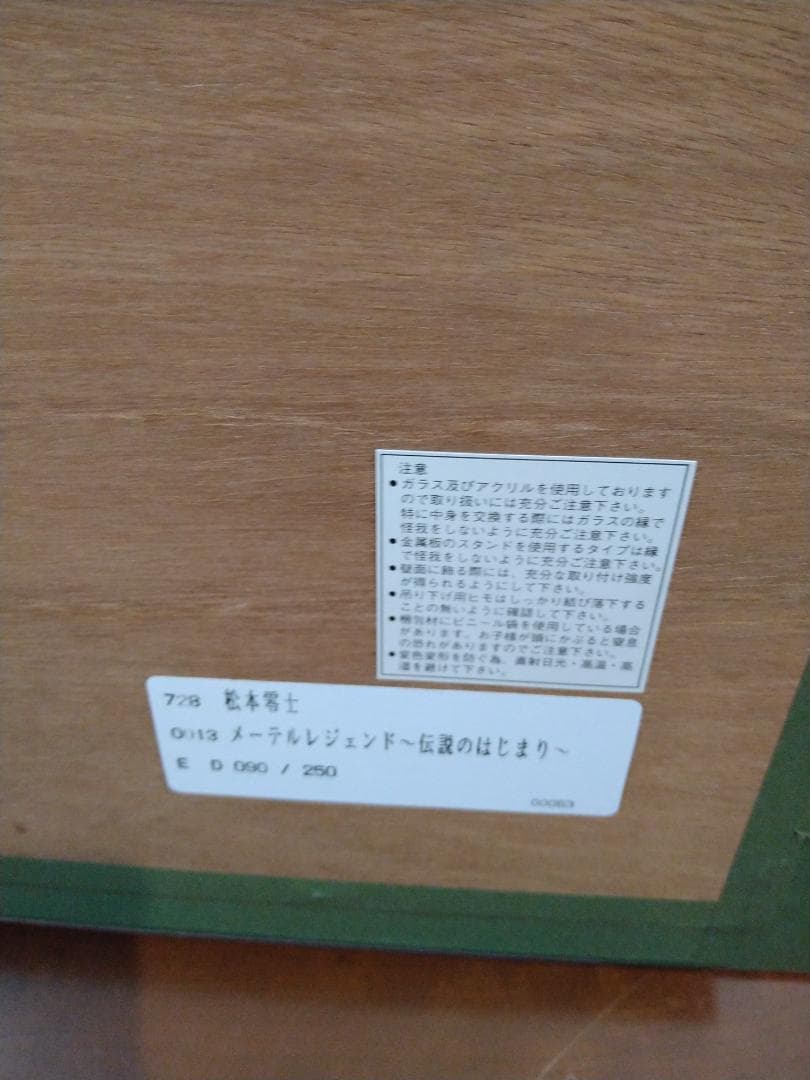 注意
●ガラス及びアクリルを使用しております
ので取り扱いには充分ご注意下さい。
特に中身を交換する際にはガラスの縁で
怪我をしないように充分ご注意下さい。
●金属板のスタンドを使用するタイプは縁
で怪我をしないように充分ご注意下さい。
●壁面に飾る際には、充分な取り付け強度
が得られるようにして下さい。
●吊り下げ用ヒモはしっかり結び落下する
ことの無いように確認して下さい。
●梱包材にビニール袋を使用している場合
があります。お子様が頭にかぶると窒息
の恐れがありますのでご注意下さい。
●変色変形を防ぐ為、直射日光・高温・高
湿を避けて下さい。
728 松本零士
0013 メーテルレジェンド～伝説のはじまり～
E D 090 / 250
00063